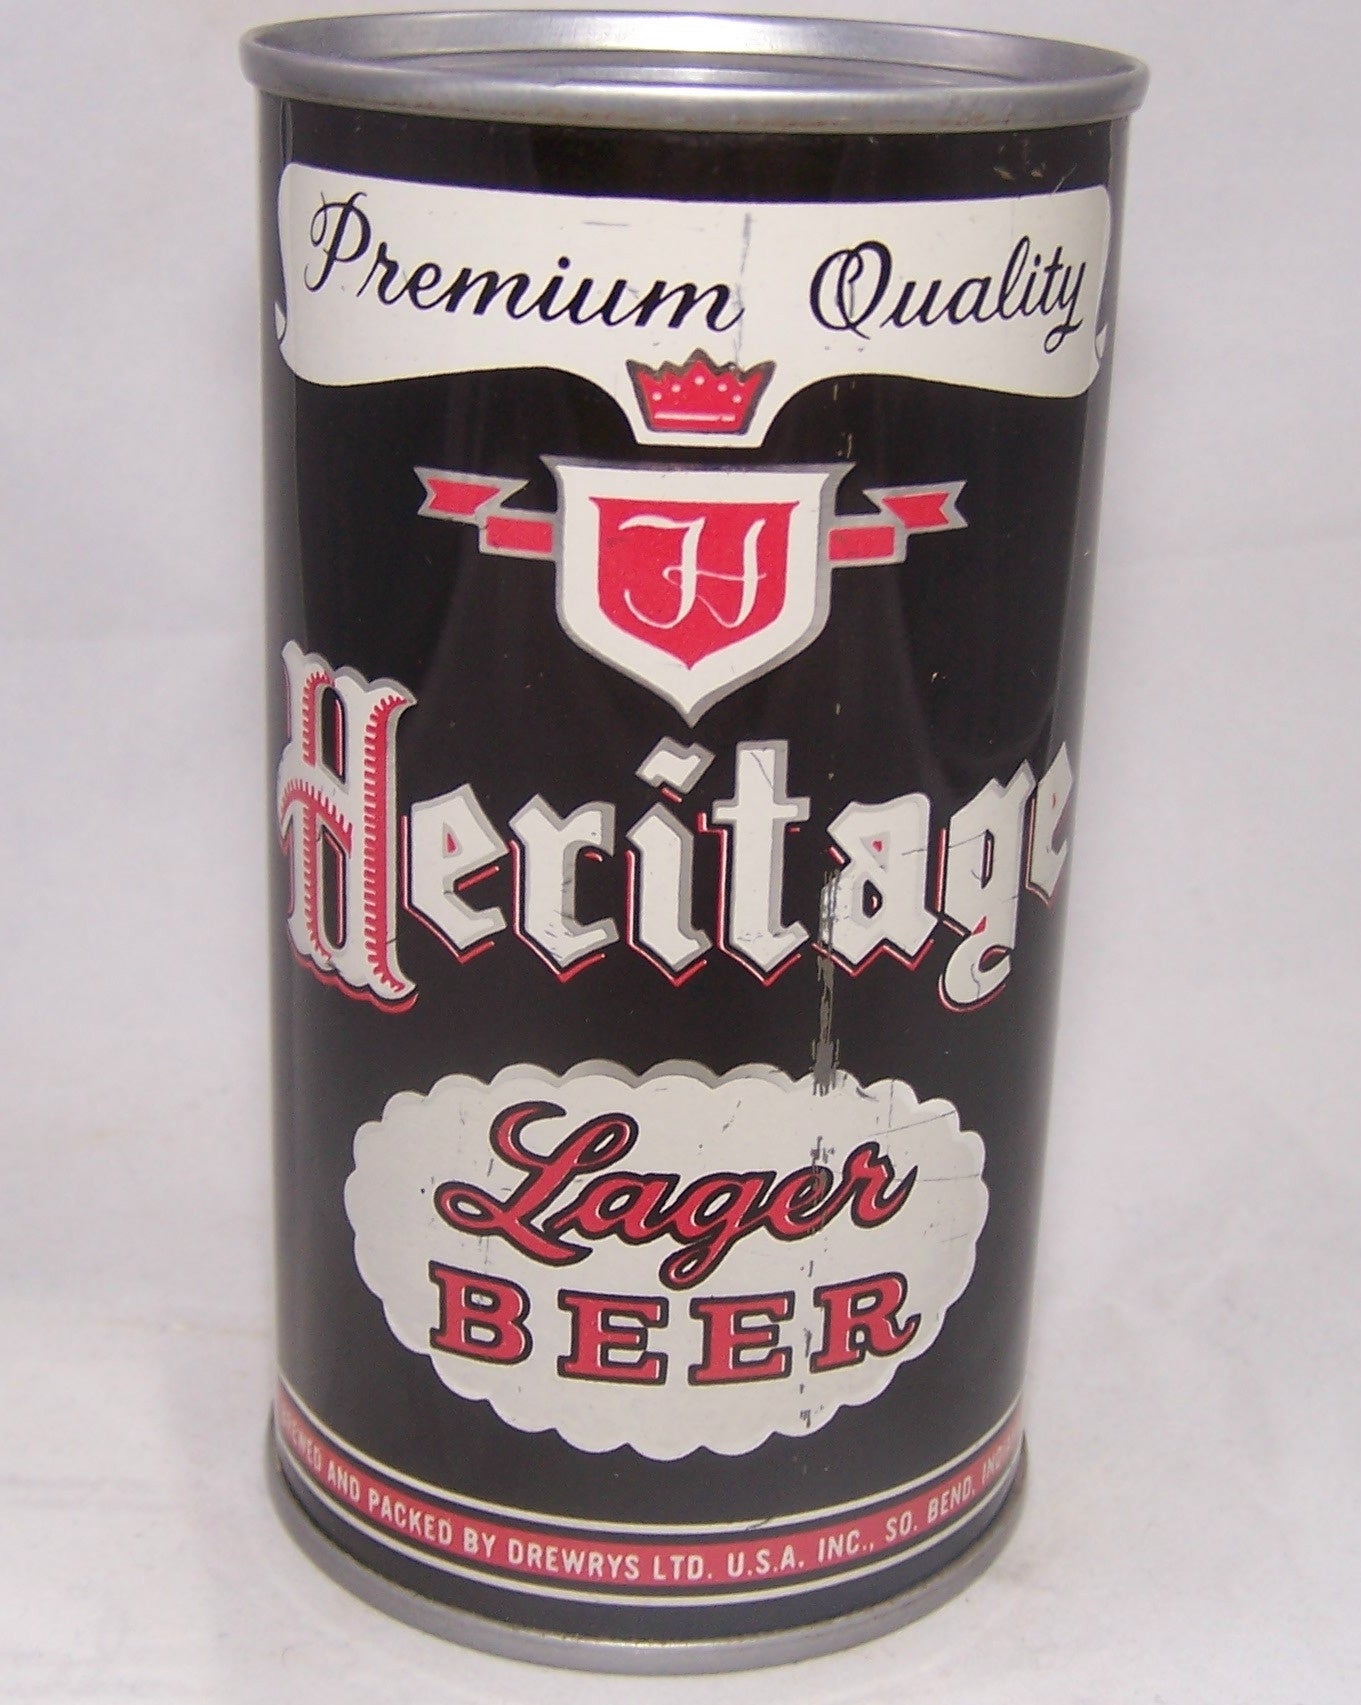 Premium Quality
H
Heritage
Lager
BEER
AND PACKED BY DREWRYS LTD. U.S.A. INC., SO. BEND,